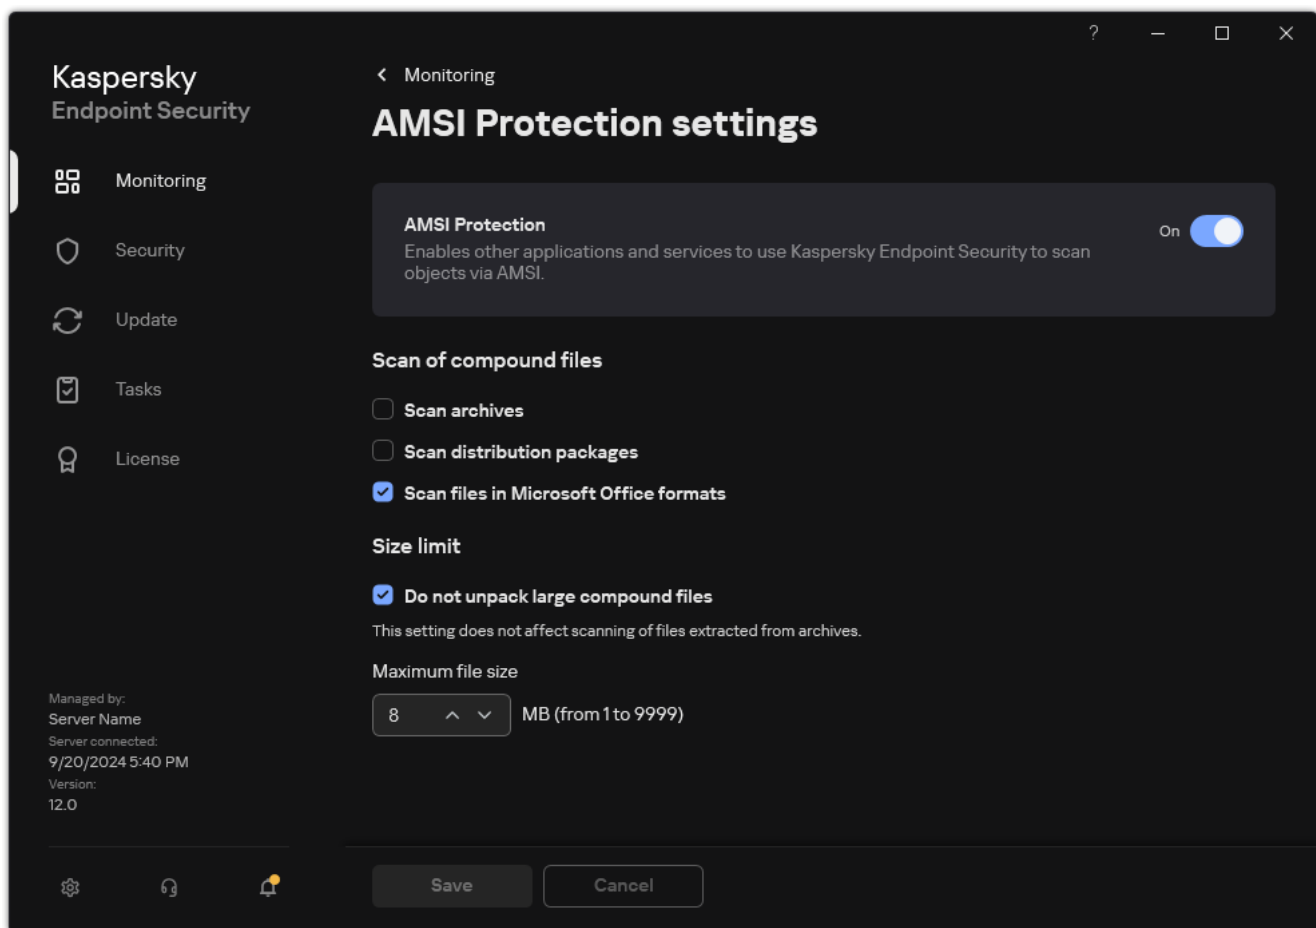 ?
Kaspersky
Endpoint Security
Monitoring
Security
Update
Tasks
License
Managed by:
Server Name
Server connected:
9/20/2024 5:40 PM
Version:
12.0
Monitoring
AMSI Protection settings
AMSI Protection
Enables other applications and services to use Kaspersky Endpoint Security to scan
objects via AMSI.
On
Scan of compound files
Scan archives
Scan distribution packages
Scan files in Microsoft Office formats
Size limit
Do not unpack large compound files
This setting does not affect scanning of files extracted from archives.
Maximum file size
8 MB (from 1 to 9999)
Save
Cancel